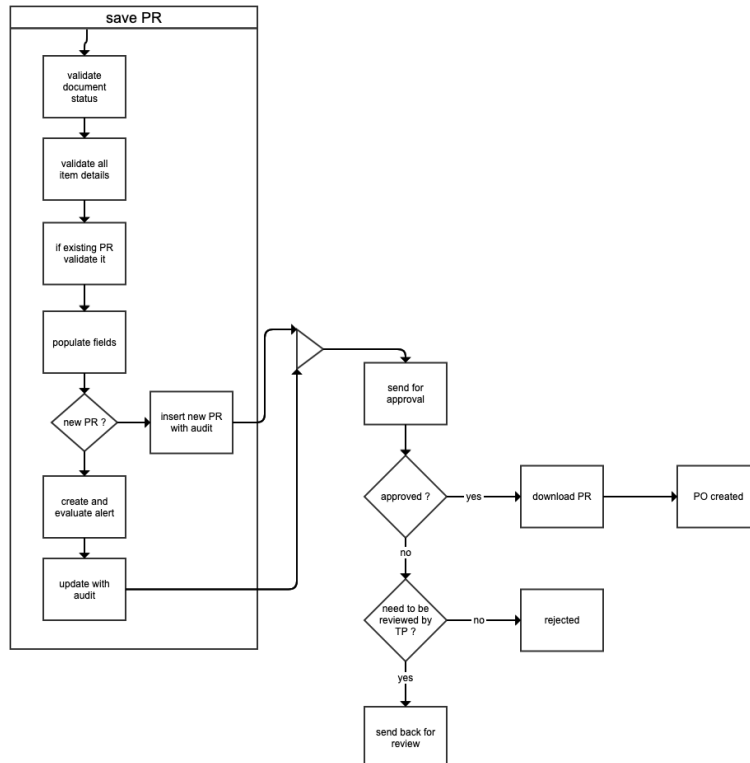 save PR
validate
document
status
validate all
item details
if existing PR
validate it
populate fields
new PR ?
insert new PR
with audit
create and
evaluate alert
update with
audit
send for
approval
approved ?
yes
download PR
PO created
no
need to be
reviewed by
TP ?
no
rejected
yes
send back for
review